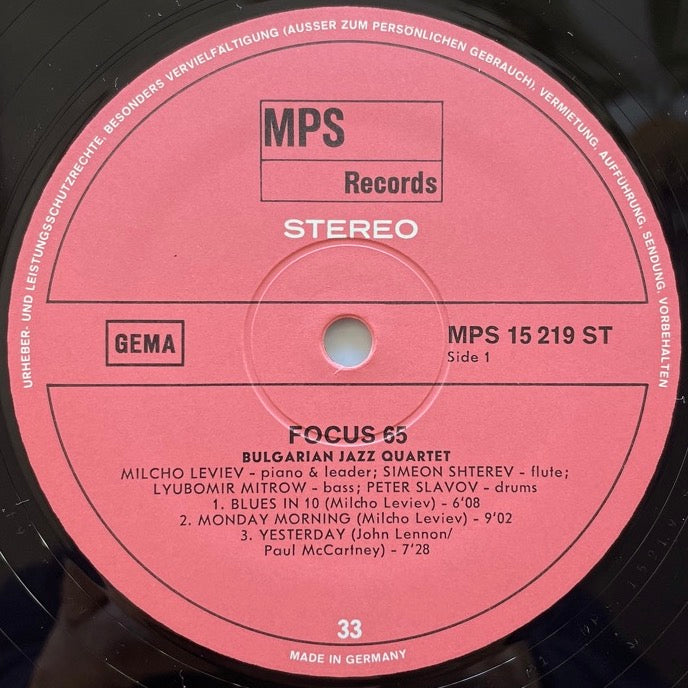 URHEBER- UND LEISTUNGSSCHUTZRECHTE, BESONDERS VERVIELFÄLTIGUNG (AUSSER ZUM PERSÖNLICHEN GEBRAUCH), VERMIETUNG, AUFFÜHRUNG, SENDUNG, VORBEHALTEN
MPS
Records
STEREO
GEMA
MPS 15 219 ST
Side 1
FOCUS 65
BULGARIAN JAZZ QUARTET
MILCHO LEVIEV - piano & leader; SIMEON SHTEREV - flute;
LYUBOMIR MITROW - bass; PETER SLAVOV - drums
1. BLUES IN 10 (Milcho Leviev) - 6'08
2. MONDAY MORNING (Milcho Leviev) - 9'02
3. YESTERDAY (John Lennon/
Paul McCartney) - 7'28
33
MADE IN GERMANY